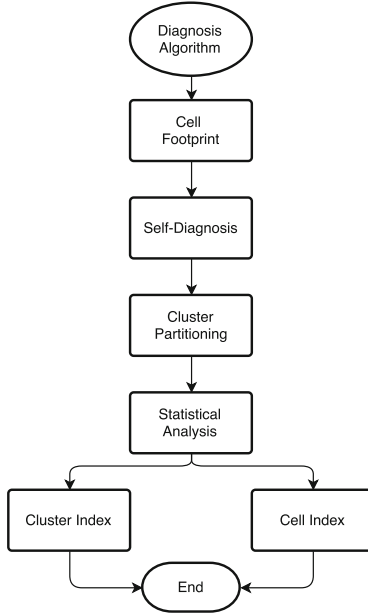 Diagnosis
Algorithm
Cell
Footprint
Self-Diagnosis
Cluster
Partitioning
Statistical
Analysis
Cluster Index
Cell Index
End